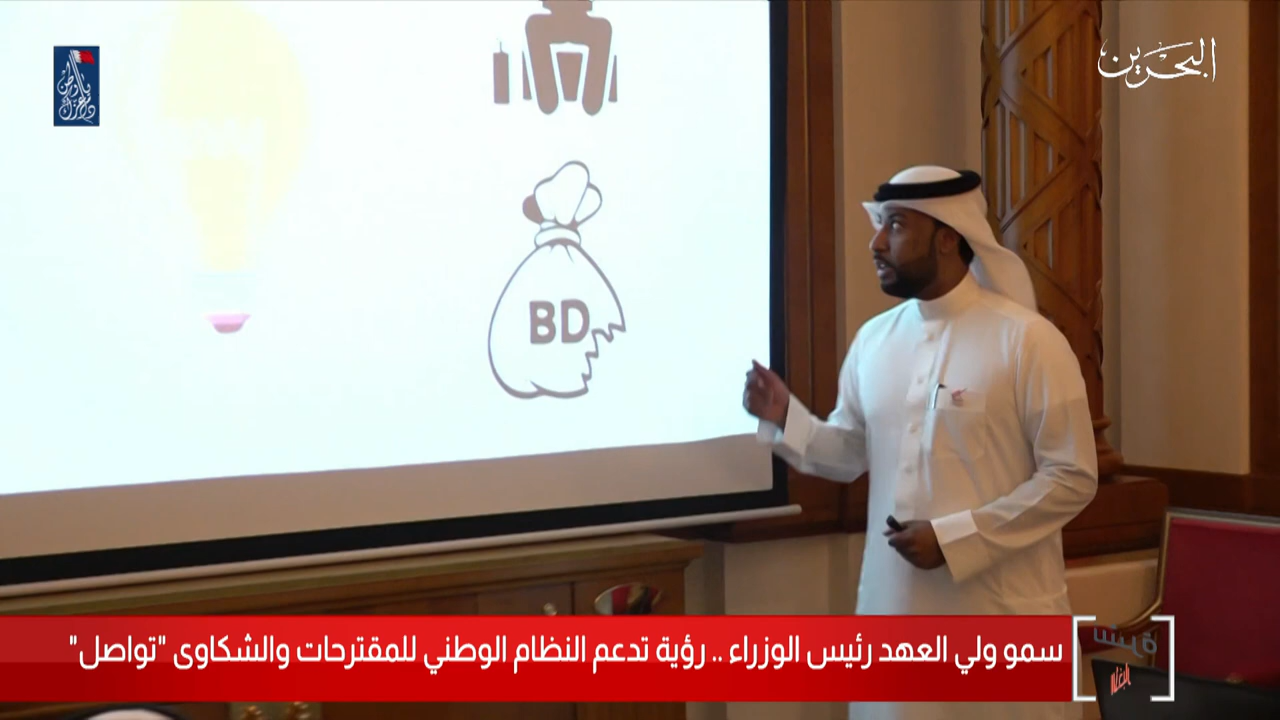 البحرين
BD
سمو ولي العهد رئيس الوزراء .. رؤية تدعم النظام الوطني للمقترحات والشكاوى "تواصل"